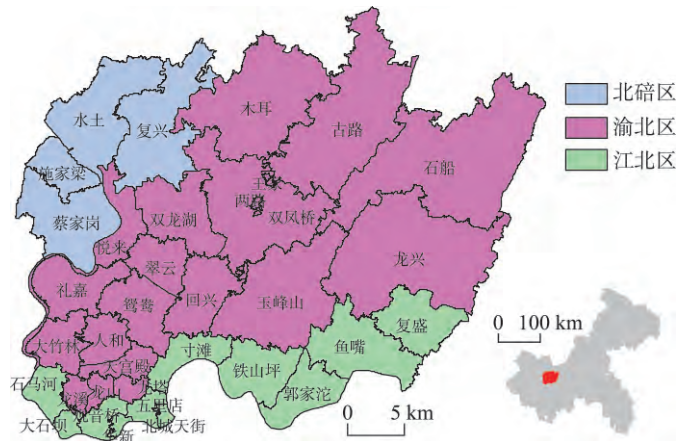 北碚区
渝北区
江北区
水土
复兴
木耳
古路
石船
施家梁
蔡家岗
双龙湖
双凤桥
悦来
翠云
龙兴
礼嘉
鸳鸯
回兴
玉峰山
复盛
鱼嘴
大竹林
人和
天宫殿
寸滩
铁山坪
郭家沱
石马河
大石坝
五里店
北城天街
0 100 km
0 5 km